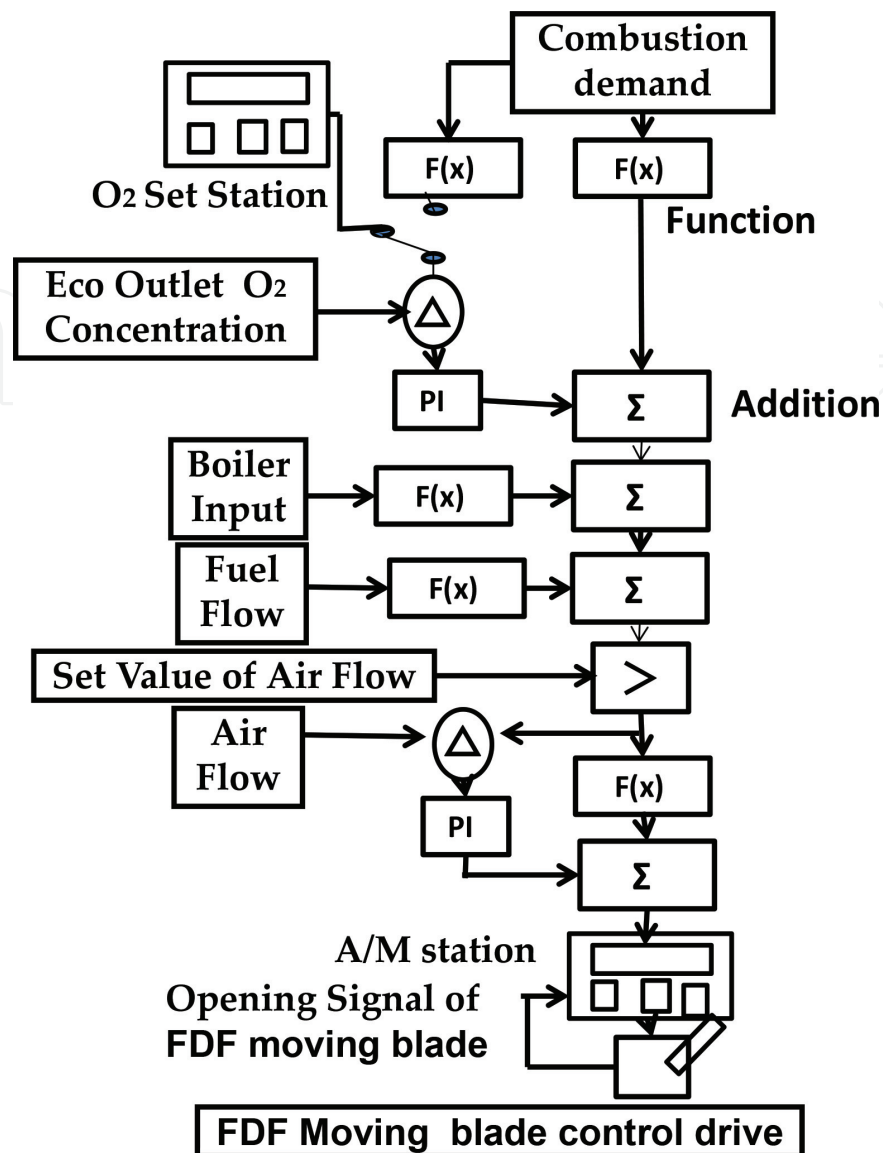 Combustion
demand
F(x)
F(x)
O2 Set Station
Function
Eco Outlet O2
Concentration
△
PI
Σ
Addition
Boiler
Input
F(x)
Σ
Fuel
Flow
F(x)
Σ
Set Value of Air Flow
>
Air
Flow
△
F(x)
PI
Σ
A/M station
Opening Signal of
FDF moving blade
FDF Moving blade control drive